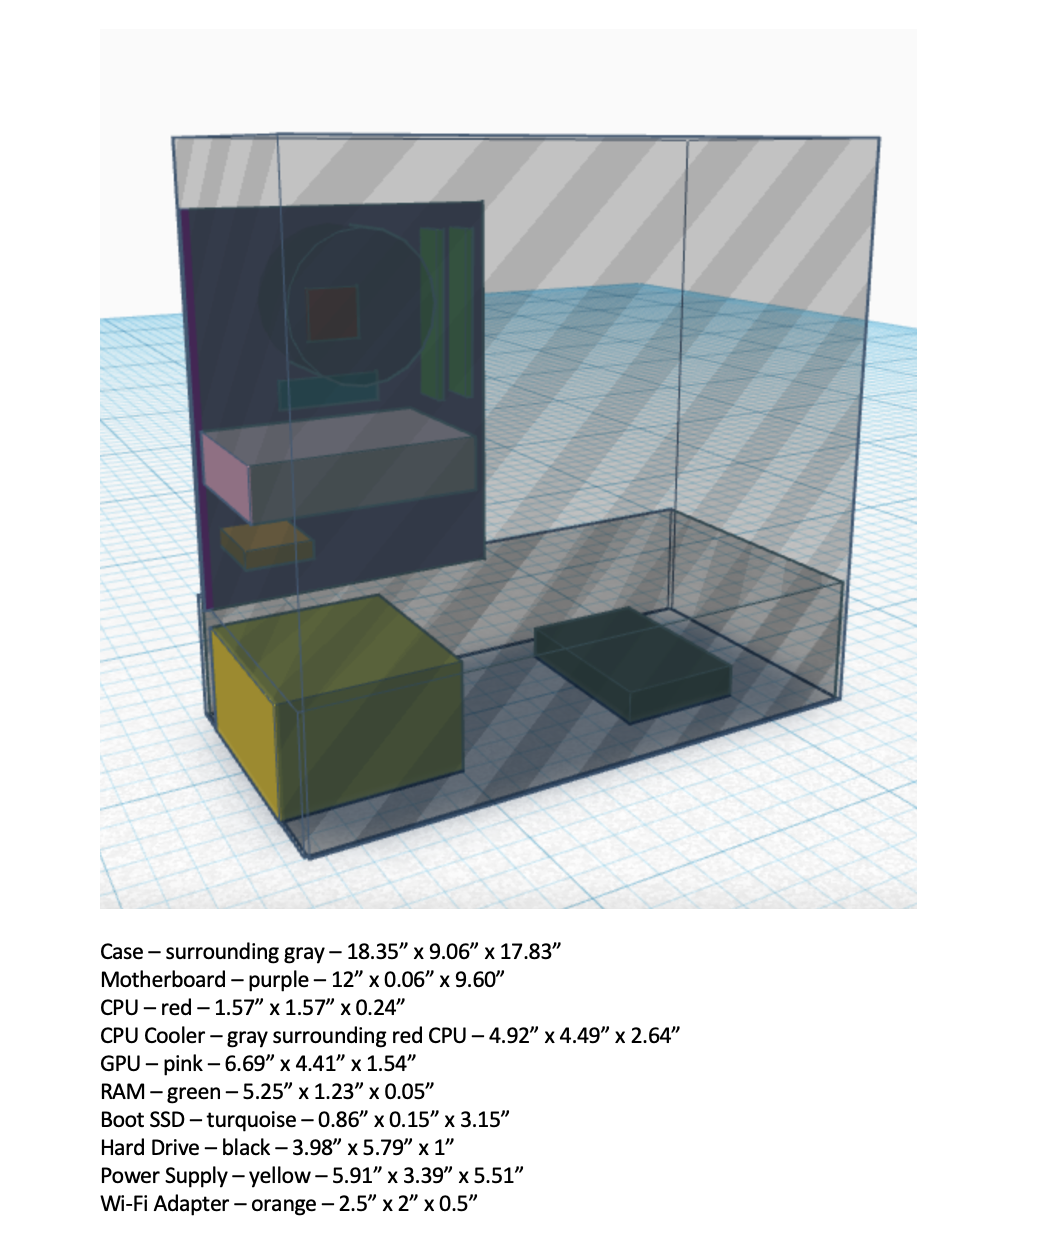 Case – surrounding gray – 18.35” x 9.06” x 17.83”
Motherboard – purple – 12” x 0.06” x 9.60”
CPU – red – 1.57” x 1.57” x 0.24”
CPU Cooler – gray surrounding red CPU – 4.92” x 4.49” x 2.64”
GPU – pink – 6.69” x 4.41” x 1.54”
RAM – green – 5.25” x 1.23” x 0.05”
Boot SSD – turquoise – 0.86” x 0.15” x 3.15”
Hard Drive – black – 3.98” x 5.79” x 1”
Power Supply – yellow – 5.91” x 3.39” x 5.51”
Wi-Fi Adapter – orange – 2.5” x 2” x 0.5”